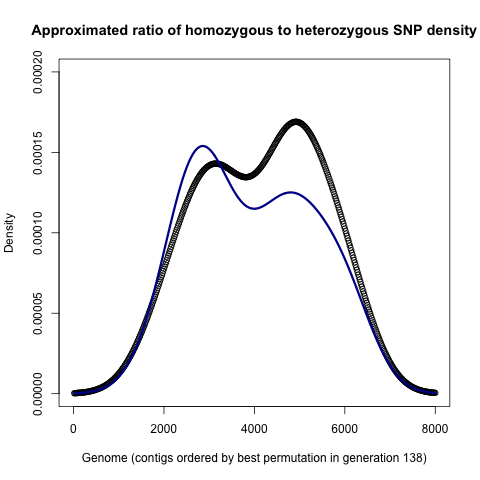 Approximated ratio of homozygous to heterozygous SNP density
0.00020
0.00015
0.00010
0.00005
0.00000
Density
0 2000 4000 6000 8000
Genome (contigs ordered by best permutation in generation 138)